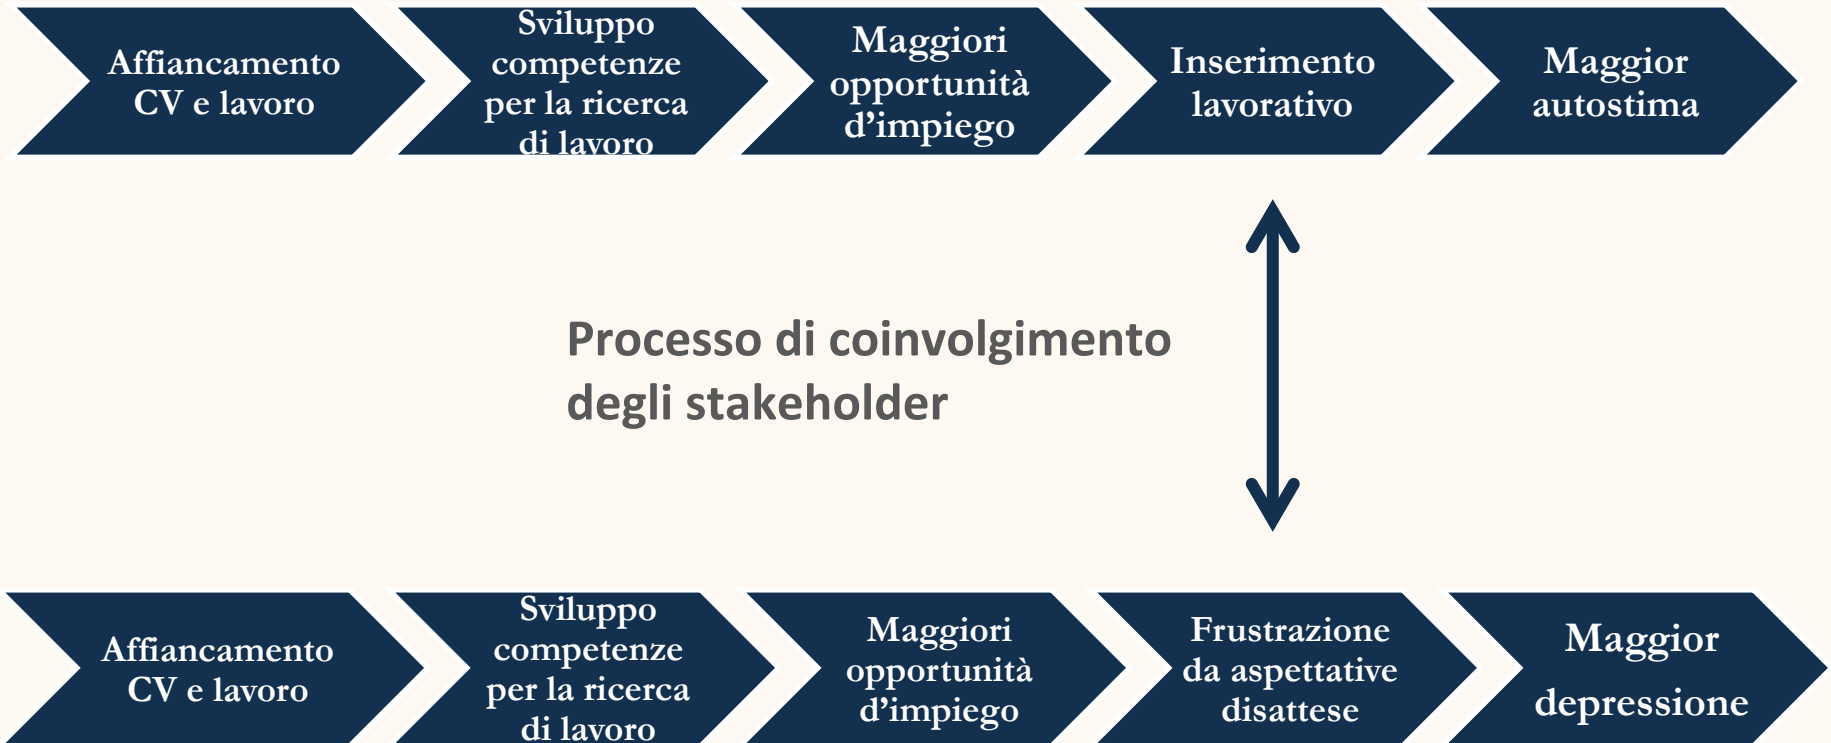 Affiancamento
CV e lavoro
Sviluppo
competenze
per la ricerca
di lavoro
Maggiori
opportunità
d’impiego
Inserimento
lavorativo
Maggior
autostima
Processo di coinvolgimento
degli stakeholder
Affiancamento
CV e lavoro
Sviluppo
competenze
per la ricerca
di lavoro
Maggiori
opportunità
d’impiego
Frustrazione
da aspettative
disattese
Maggior
depressione